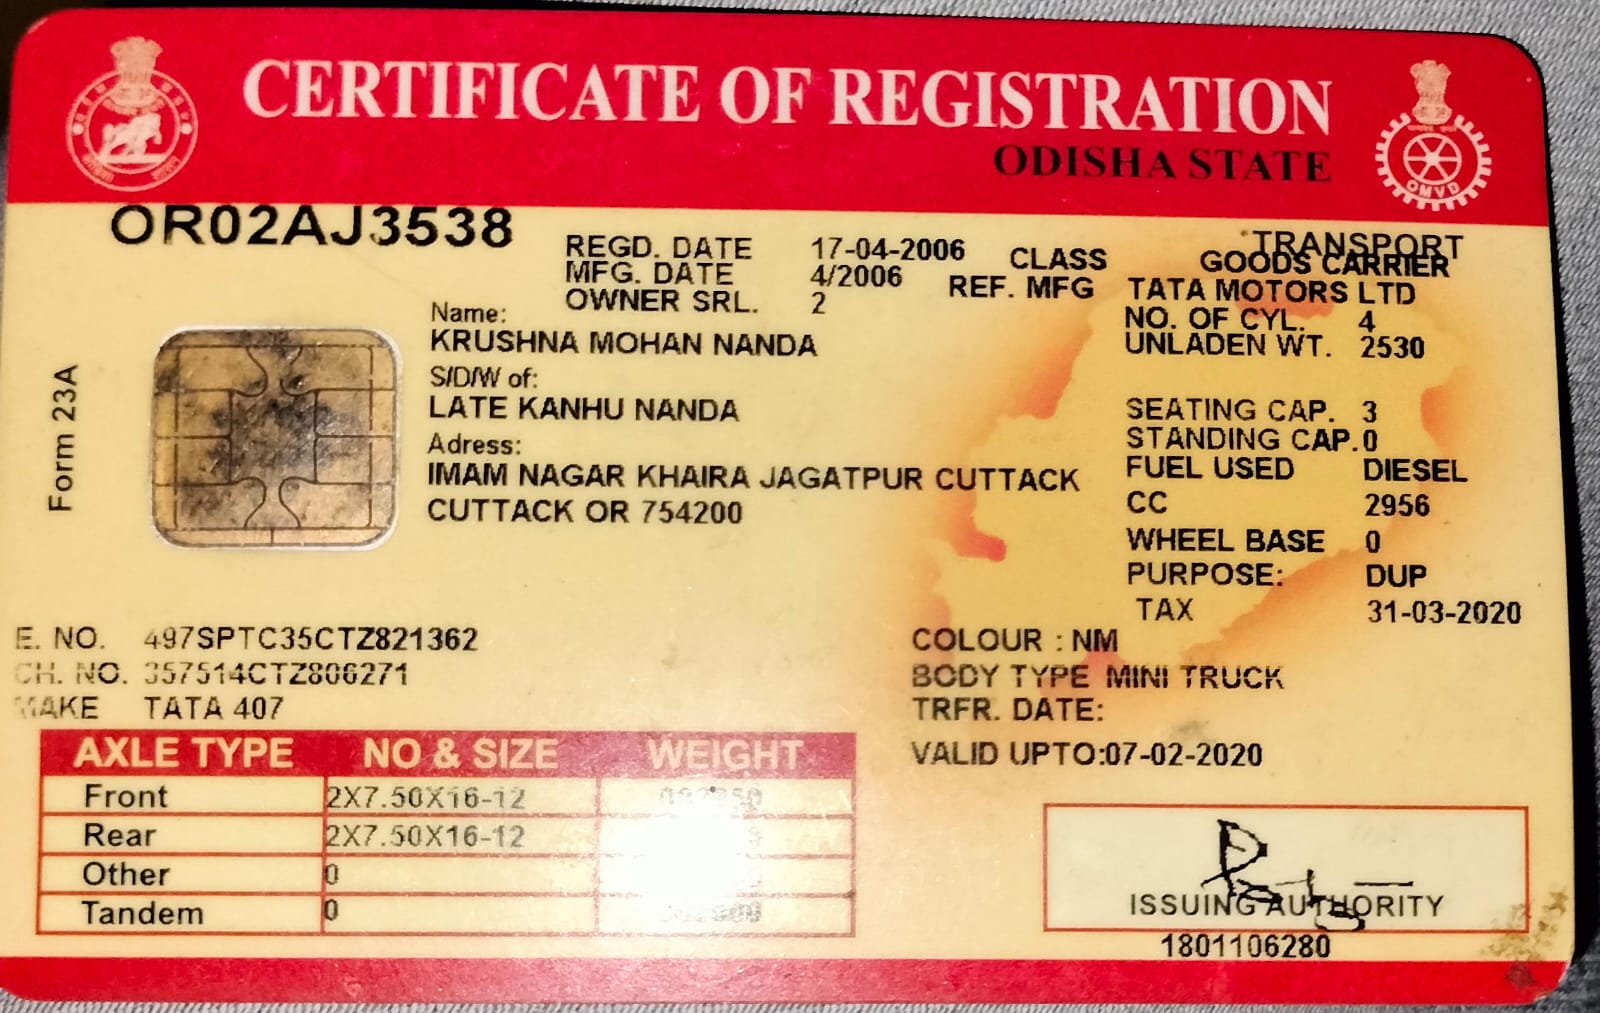 CERTIFICATE OF REGISTRATION
ODISHA STATE
OMVD
OR02AJ3538
REGD. DATE 17-04-2006
MFG. DATE 4/2006
OWNER SRL. 2
CLASS TRANSPORT
GOODS CARRIER
REF. MFG TATA MOTORS LTD
NO. OF CYL. 4
UNLADEN WT. 2530
Name:
KRUSHNA MOHAN NANDA
S/D/W of:
LATE KANHU NANDA
Adress:
IMAM NAGAR KHAIRA JAGATPUR CUTTACK
CUTTACK OR 754200
Form 23A
SEATING CAP. 3
STANDING CAP. 0
FUEL USED DIESEL
CC 2956
WHEEL BASE 0
PURPOSE: DUP
TAX 31-03-2020
E. NO. 497SPTC35CTZ821362
CH. NO. 357514CTZ806271
MAKE TATA 407
COLOUR : NM
BODY TYPE MINI TRUCK
TRFR. DATE:
VALID UPTO:07-02-2020
AXLE TYPE NO & SIZE WEIGHT
Front 2X7.50X16-12
Rear 2X7.50X16-12
Other 0
Tandem 0
ISSUING AUTHORITY
1801106280